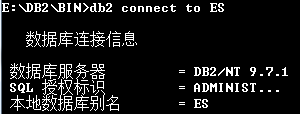 E:\DB2\BIN>db2 connect to ES
数据库连接信息
数据库服务器 = DB2/NT 9.7.1
SQL 授权标识 = ADMINIST...
本地数据库别名 = ES